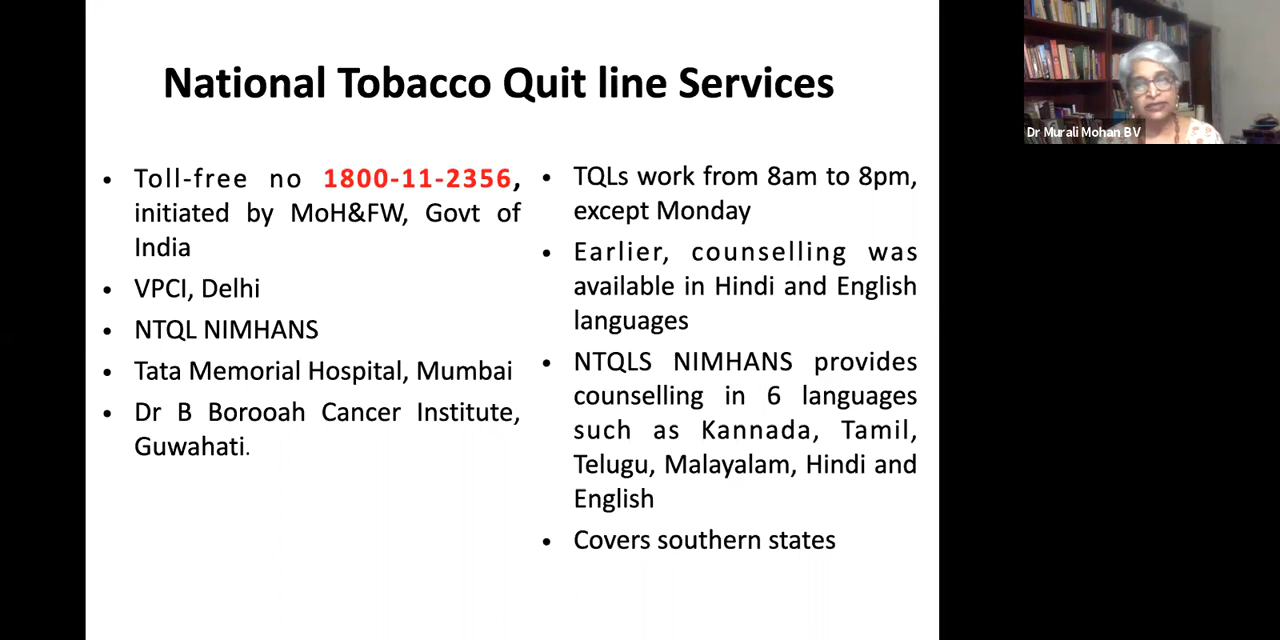 National Tobacco Quit line Services
• Toll-free no 1800-11-2356,
initiated by MoH&FW, Govt of
India
• VPCI, Delhi
• NTQL NIMHANS
• Tata Memorial Hospital, Mumbai
• Dr B Borooah Cancer Institute,
Guwahati.
• TQLs work from 8am to 8pm,
except Monday
• Earlier, counselling was
available in Hindi and English
languages
• NTQLS NIMHANS provides
counselling in 6 languages
such as Kannada, Tamil,
Telugu, Malayalam, Hindi and
English
• Covers southern states
Dr Murali Mohan BV